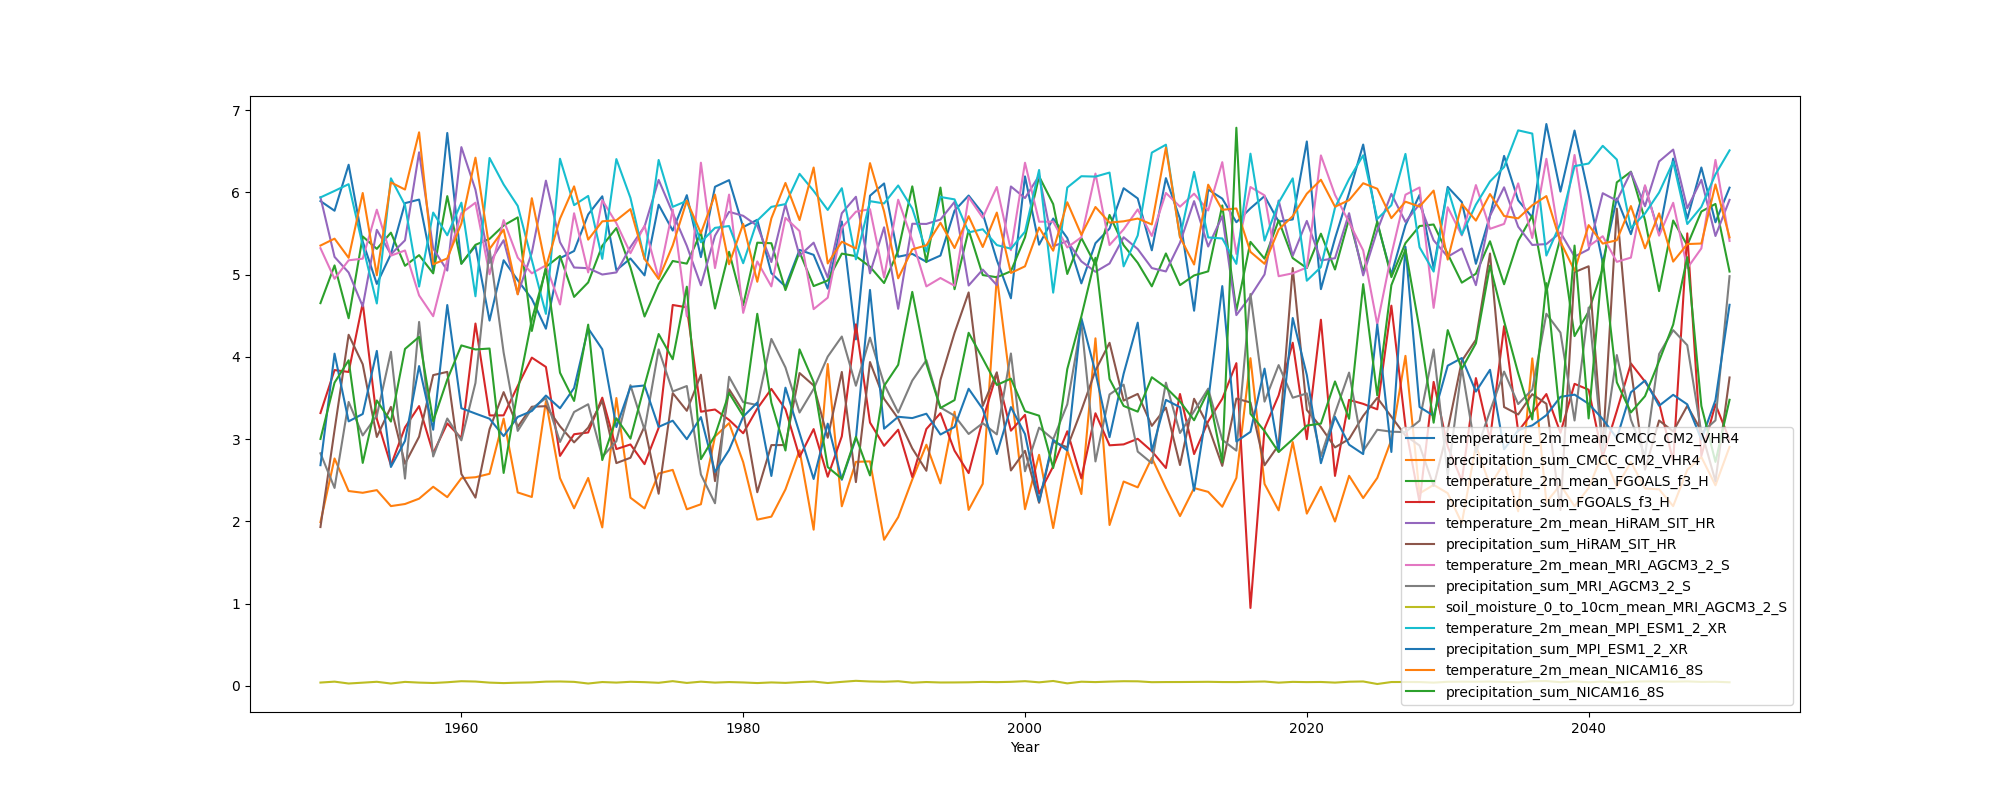 7
6
5
4
3
2
1
0
1960 1980 2000 2020 2040
Year
temperature_2m_mean_CMCC_CM2_VHR4
precipitation_sum_CMCC_CM2_VHR4
temperature_2m_mean_FGOALS_f3_H
precipitation_sum_FGOALS_f3_H
temperature_2m_mean_HiRAM_SIT_HR
precipitation_sum_HiRAM_SIT_HR
temperature_2m_mean_MRI_AGCM3_2_S
precipitation_sum_MRI_AGCM3_2_S
soil_moisture_0_to_10cm_mean_MRI_AGCM3_2_S
temperature_2m_mean_MPI_ESM1_2_XR
precipitation_sum_MPI_ESM1_2_XR
temperature_2m_mean_NICAM16_8S
precipitation_sum_NICAM16_8S